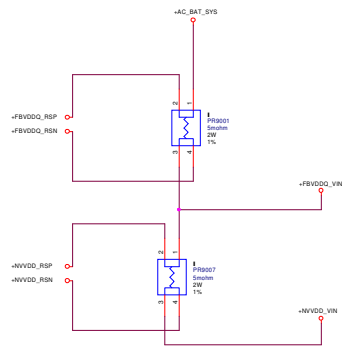 +AC_BAT_SYS
2 1
+FBVDDQ_RSP
+FBVDDQ_RSN
PR9001
5mohm
2W
1%
3 4
+FBVDDQ_VIN
2 1
+NVVDD_RSP
+NVVDD_RSN
PR9007
5mohm
2W
1%
3 4
+NVVDD_VIN